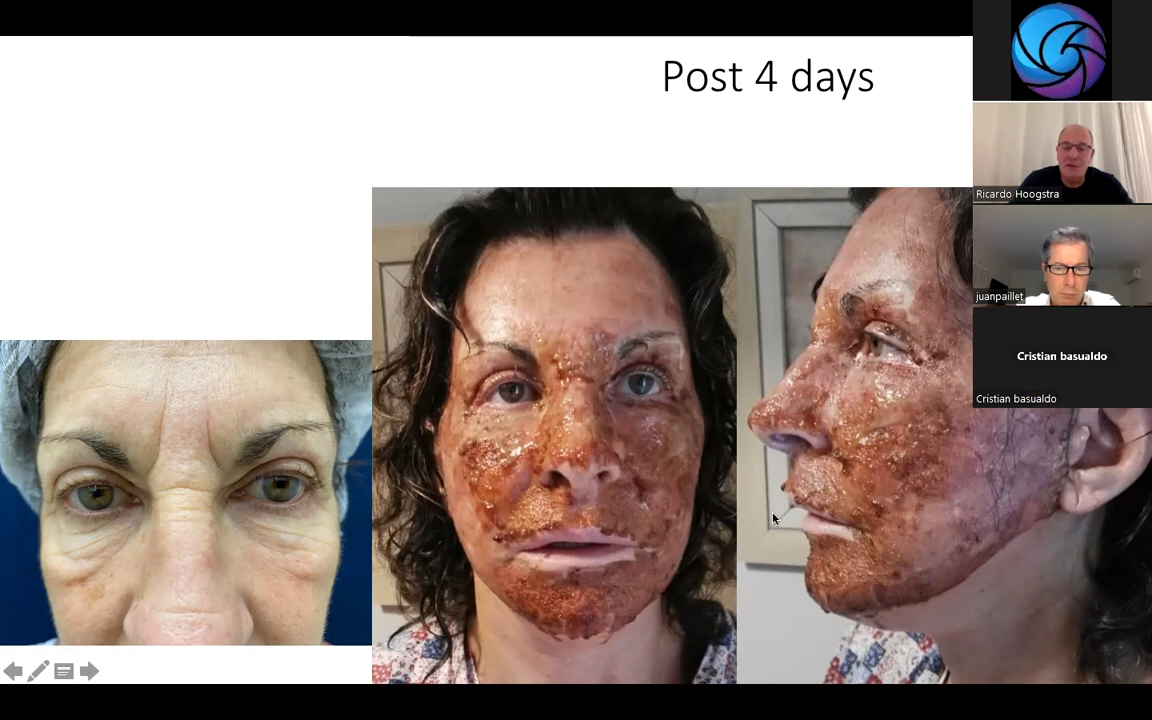 Post 4 days
Ricardo Hoogstra
juanpaillet
Cristian basualdo
Cristian basualdo